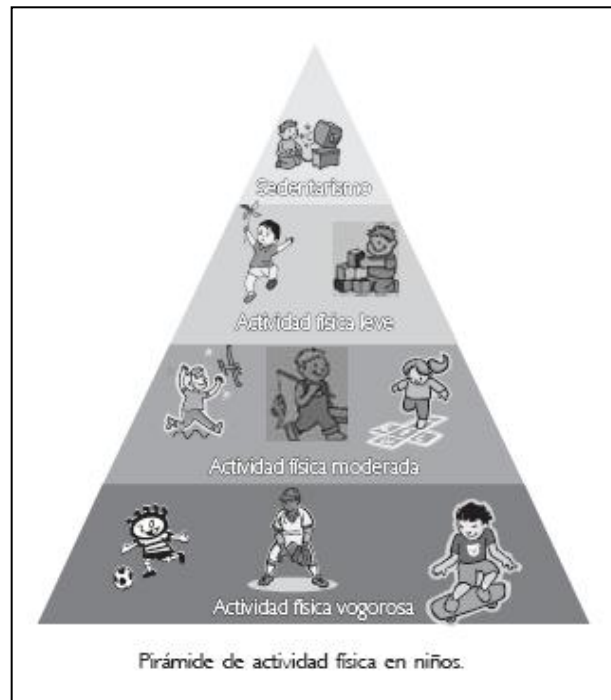 Sedentarismo
Actividad física leve
Actividad física moderada
Actividad física vogorosa
Pirámide de actividad física en niños.